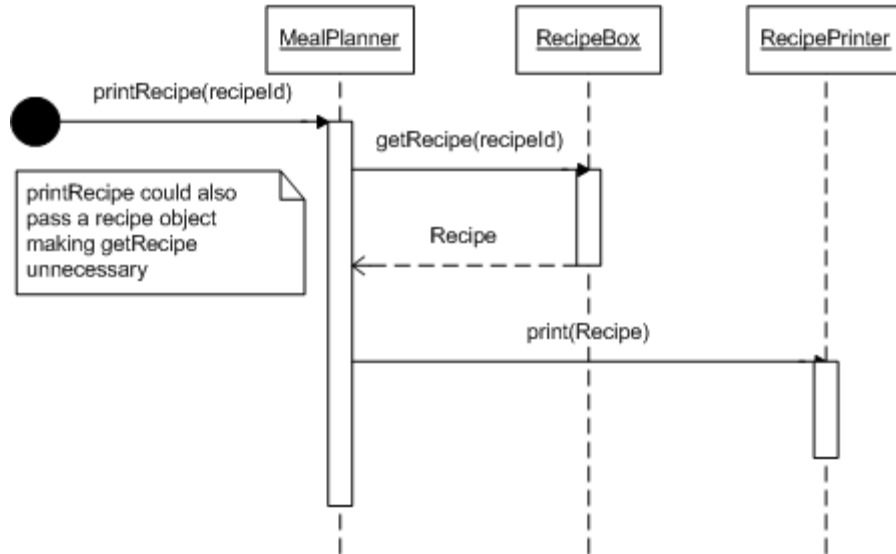 MealPlanner
RecipeBox
RecipePrinter
printRecipe(recipeId)
getRecipe(recipeId)
printRecipe could also
pass a recipe object
making getRecipe
unnecessary
Recipe
print(Recipe)